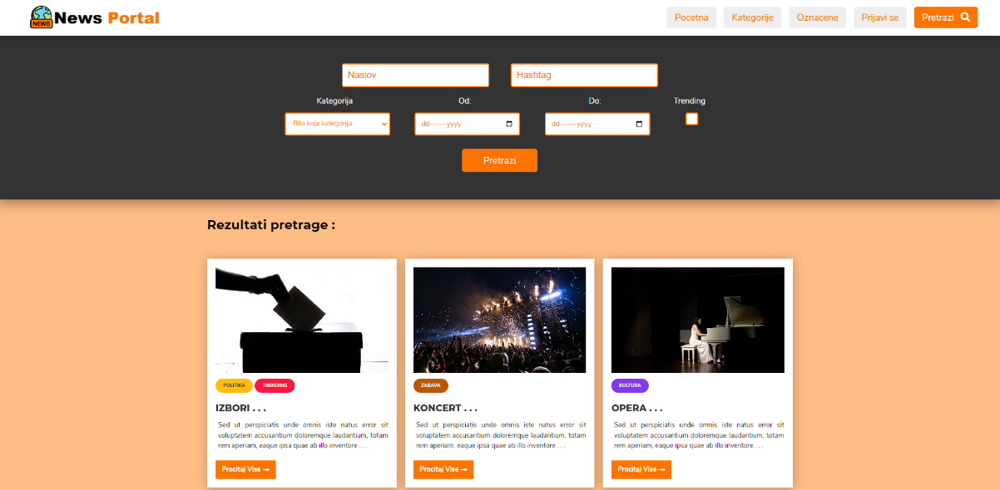 NEWS
News Portal
Pocetna
Kategorije
Oznacene
Prijavi se
Pretrazi
Naslov
Hashtag
Kategorija
Od:
Do:
Trending
Bilo koja kategorija
dd-----yyyy
dd-----yyyy
Pretrazi
Rezultati pretrage :
POLITIKA
TRENDING
IZBORI . . .
Sed ut perspiciatis unde omnis iste natus error sit
voluptatem accusantium doloremque laudantium, totam
rem aperiam, eaque ipsa quae ab illo inventore . . .
Procitaj Vise
ZABAVA
KONCERT . . .
Sed ut perspiciatis unde omnis iste natus error sit
voluptatem accusantium doloremque laudantium, totam
rem aperiam, eaque ipsa quae ab illo inventore . . .
Procitaj Vise
KULTURA
OPERA . . .
Sed ut perspiciatis unde omnis iste natus error sit
voluptatem accusantium doloremque laudantium, totam
rem aperiam, eaque ipsa quae ab illo inventore . . .
Procitaj Vise